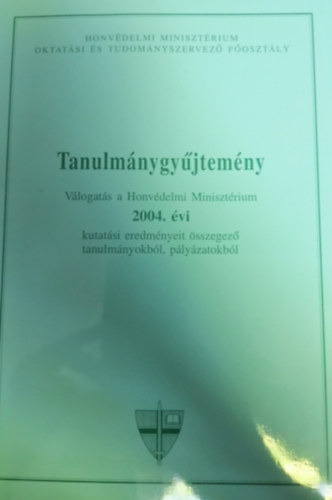 HONVÉDELMI MINISZTÉRIUM
OKTATÁSI ÉS TUDOMÁNYSZERVEZŐ FŐOSZTÁLY
Tanulmánygyűjtemény
Válogatás a Honvédelmi Minisztérium
2004. évi
kutatási eredményeit összegező
tanulmányokból, pályázatokból